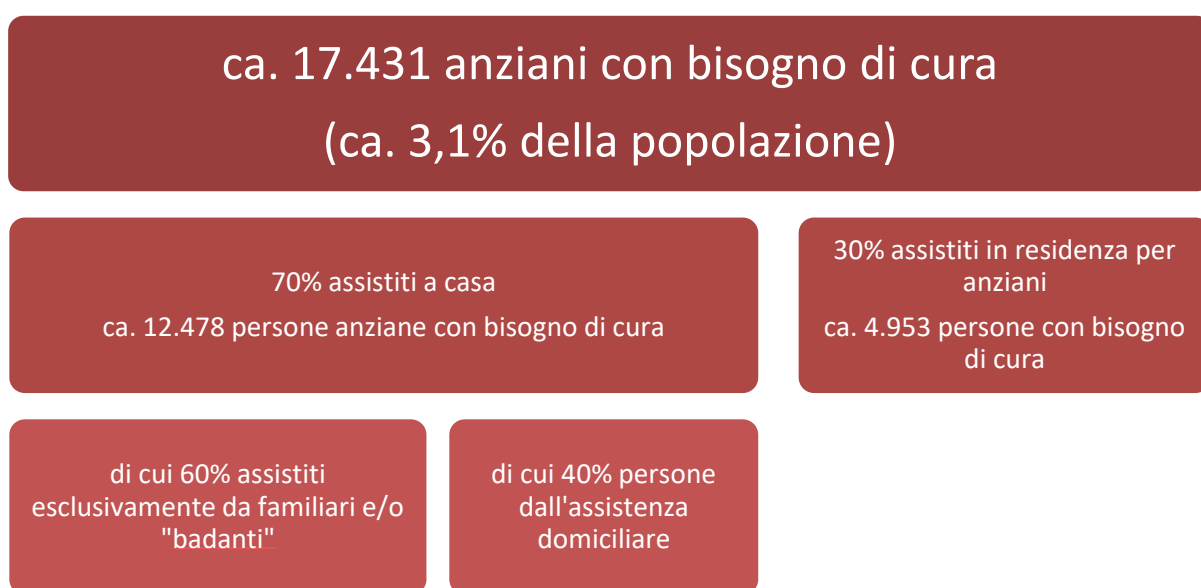 ca. 17.431 anziani con bisogno di cura
(ca. 3,1% della popolazione)
70% assistiti a casa
ca. 12.478 persone anziane con bisogno di cura
30% assistiti in residenza per
anziani
ca. 4.953 persone con bisogno
di cura
di cui 60% assistiti
esclusivamente da familiari e/o
"badanti"
di cui 40% persone
dall'assistenza
domiciliare